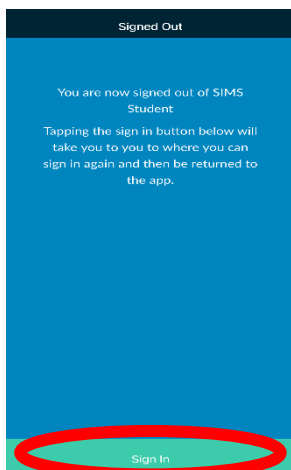 Signed Out
You are now signed out of SIMS
Student
Tapping the sign in button below will
take you to you to where you can
sign in again and then be returned to
the app.
Sign In